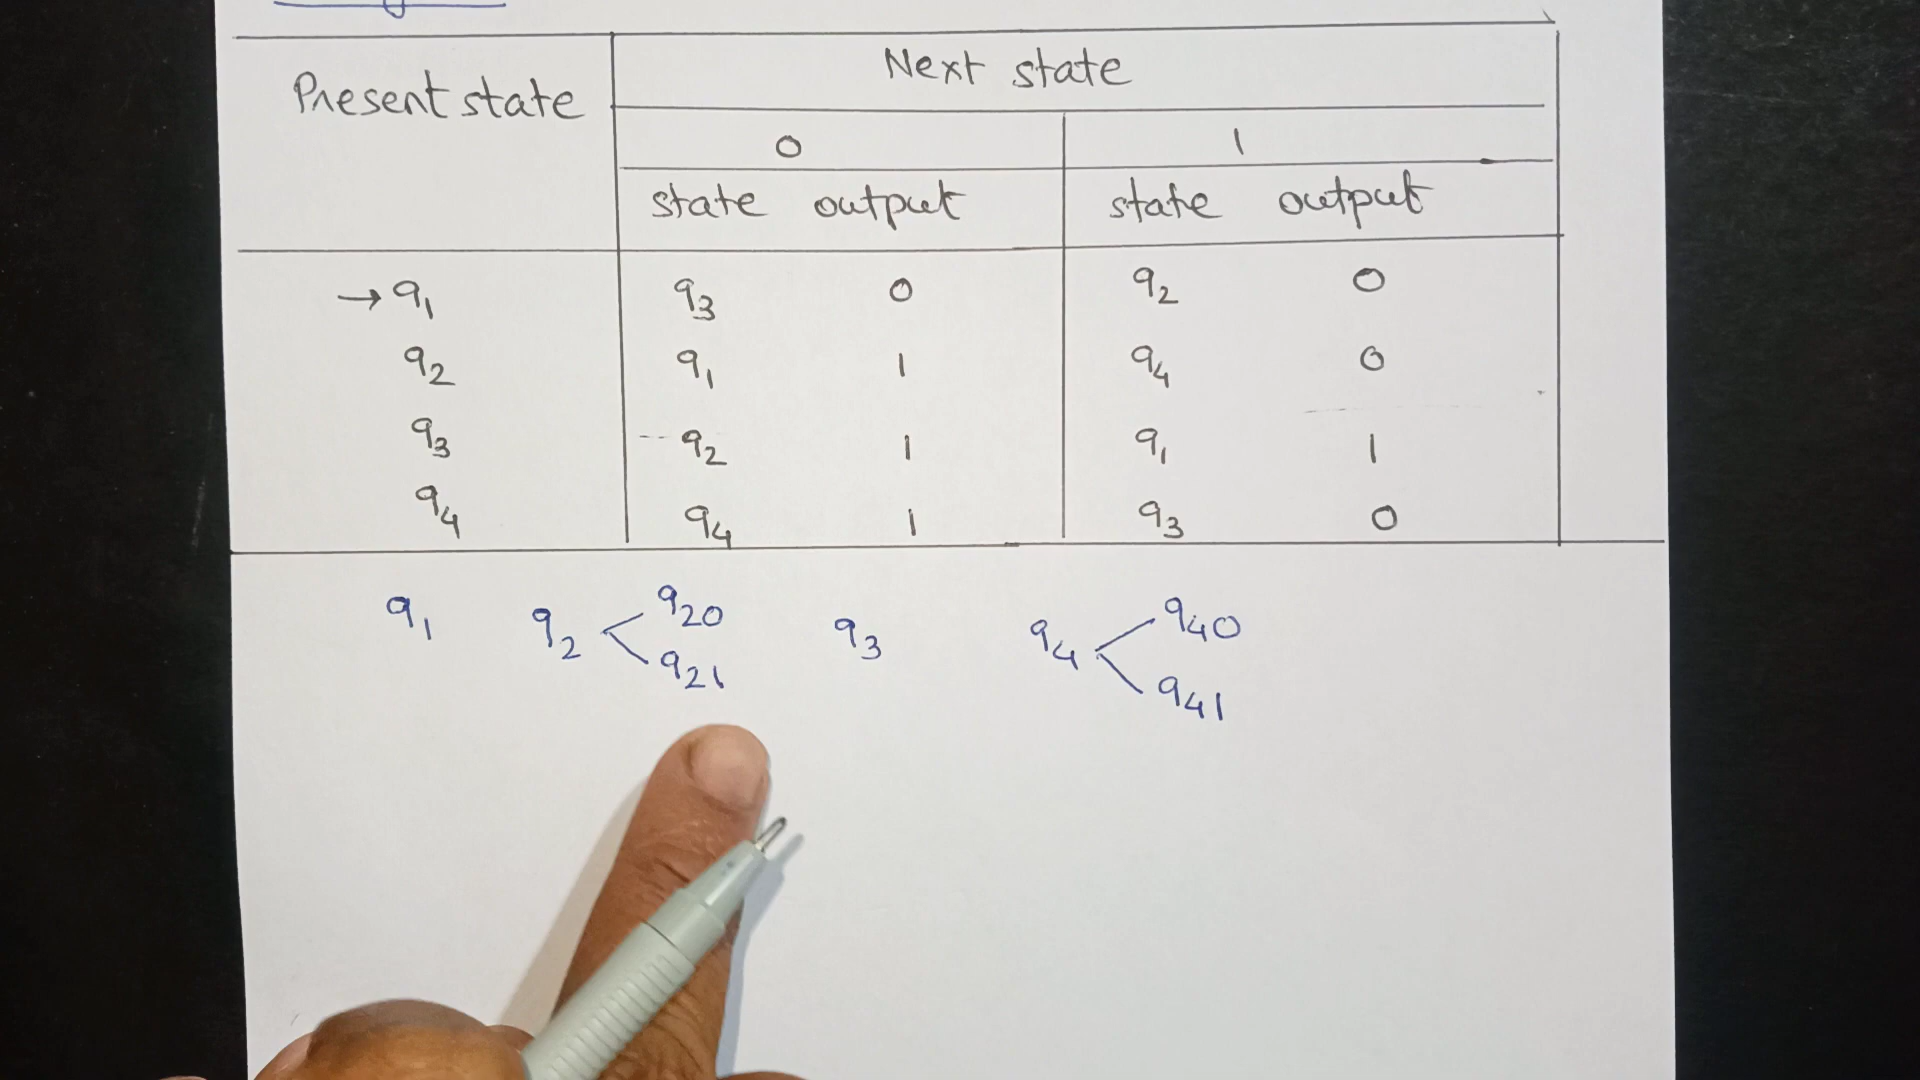 Present state Next state
0 1
state output state output
→ q1 q3 0 q2 0
q2 q1 1 q4 0
q3 q2 1 q1 1
q4 q4 1 q3 0
q1 q2 q20 q3 q4 q40
q21 q41